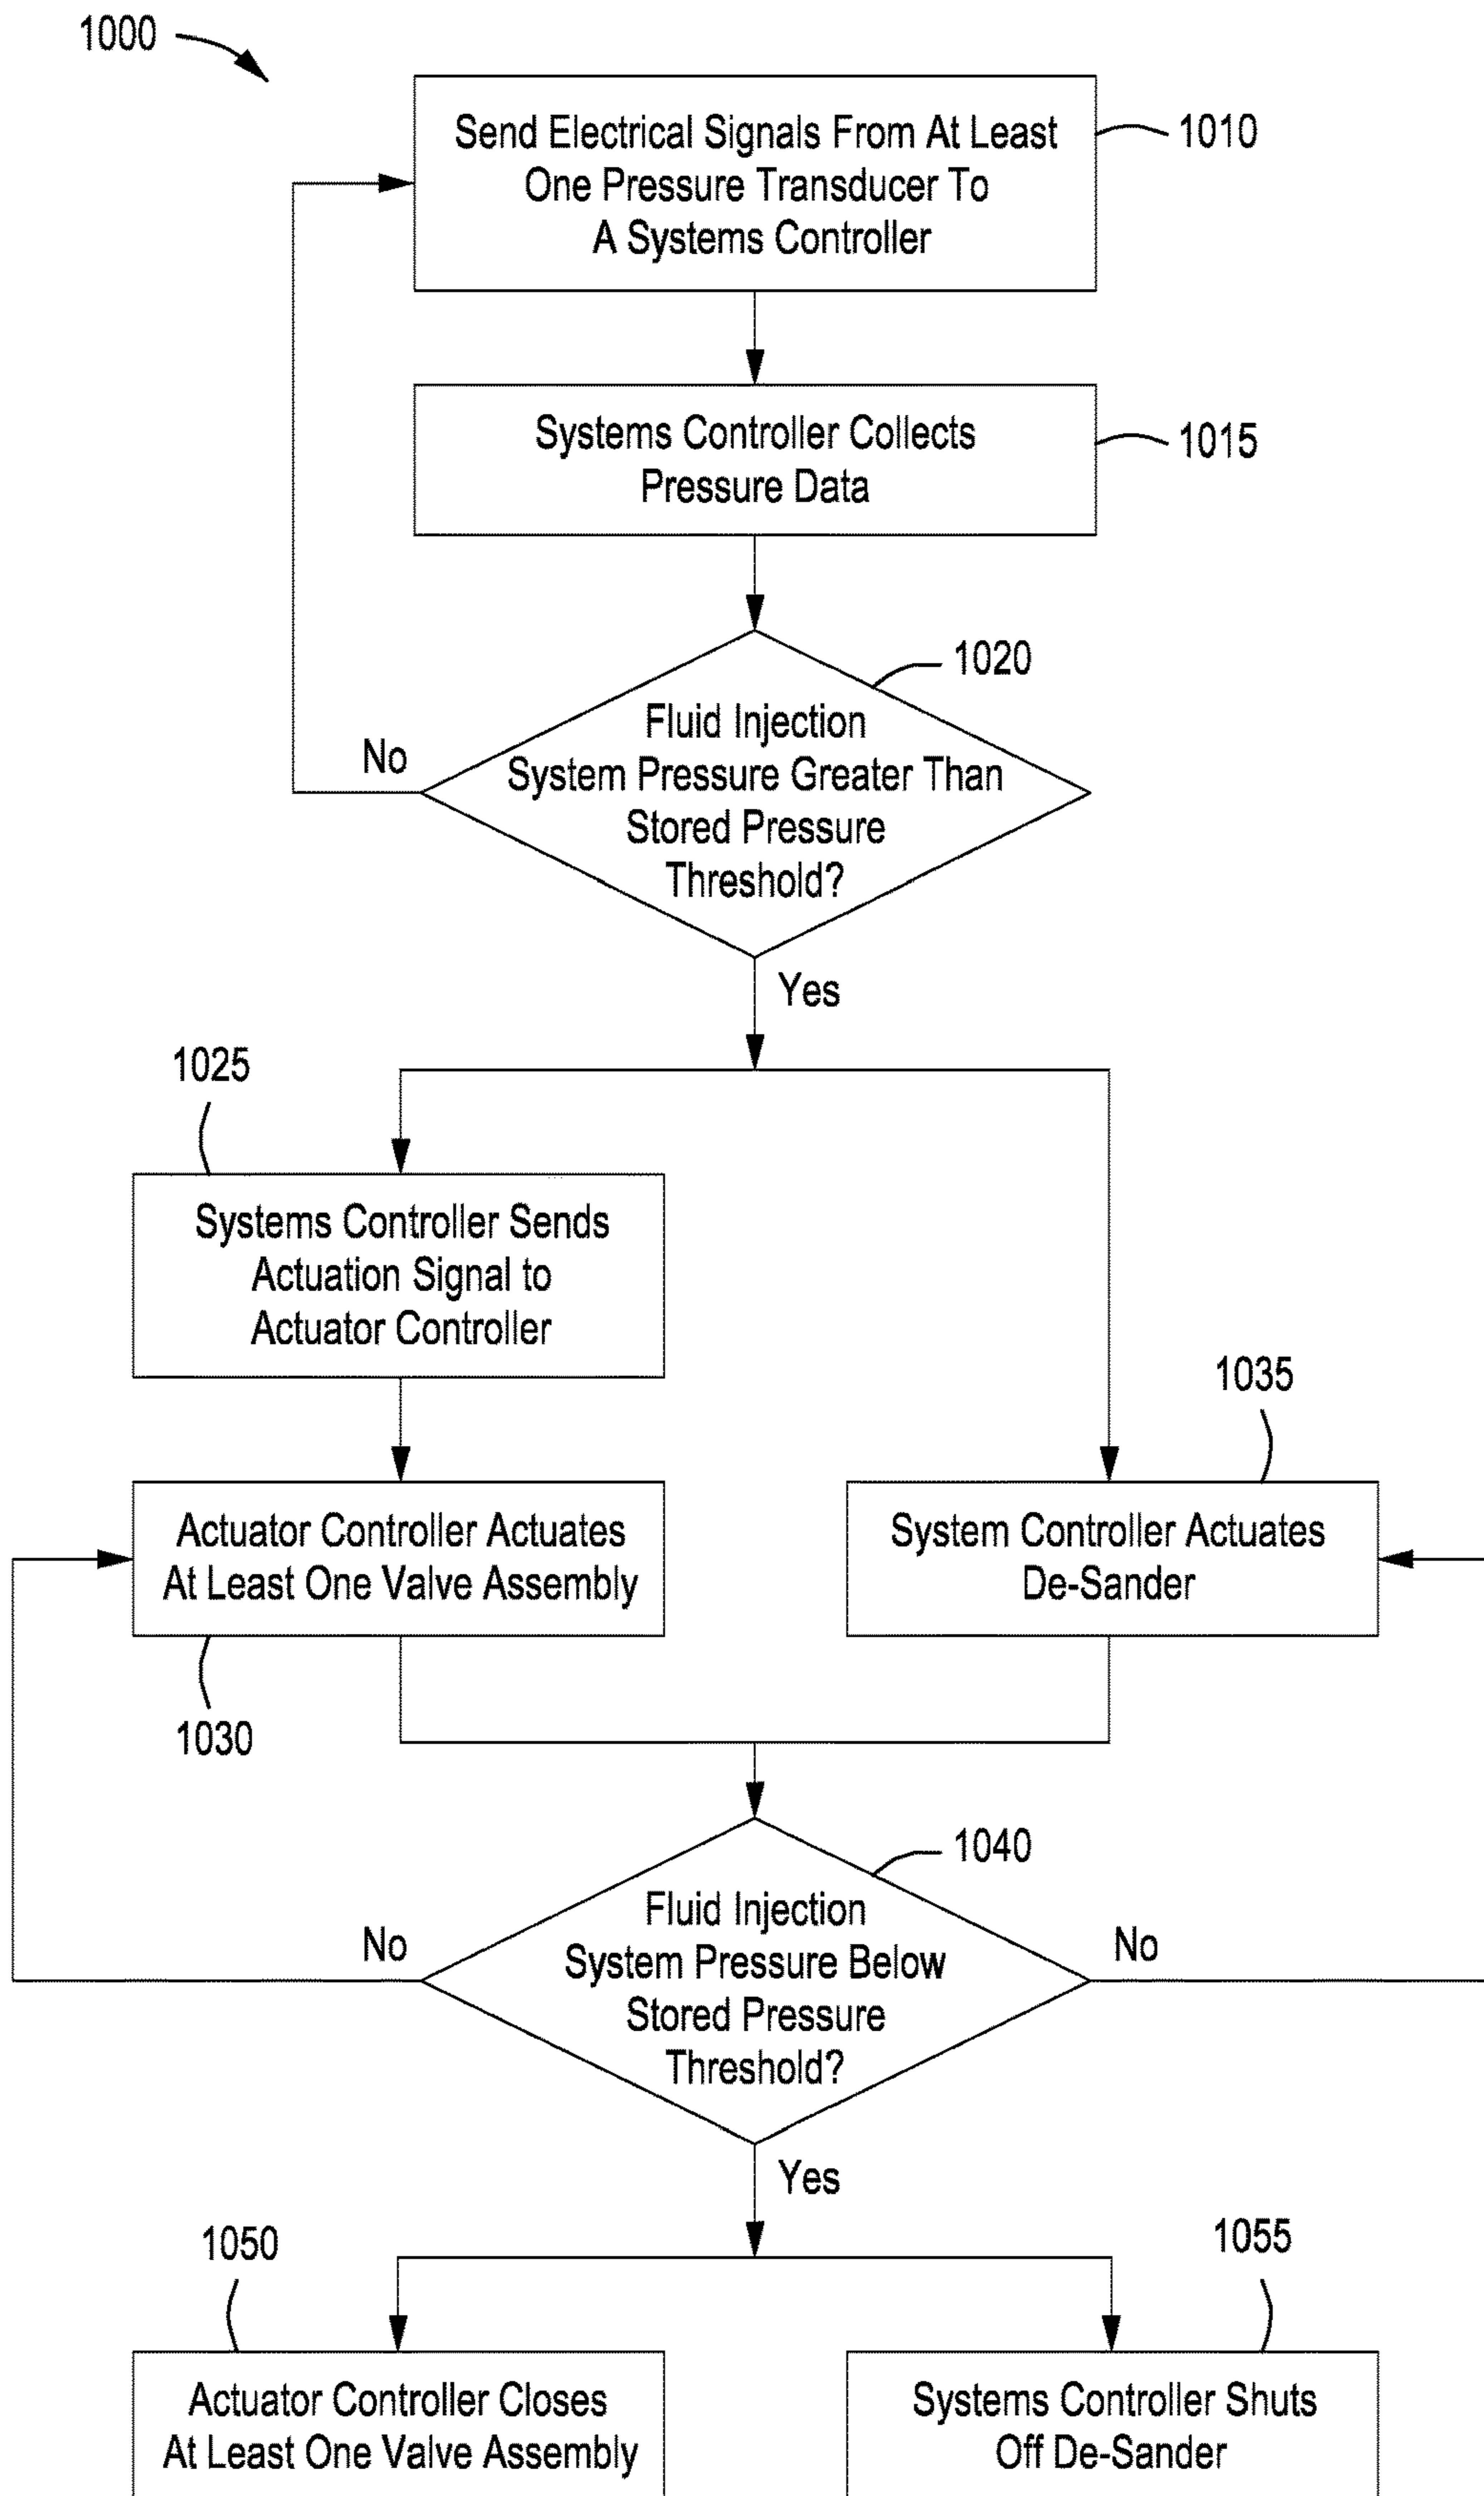 1000
Send Electrical Signals From At Least
One Pressure Transducer To
A Systems Controller
1010
Systems Controller Collects
Pressure Data
1015
1020
Fluid Injection
System Pressure Greater Than
Stored Pressure
Threshold?
No
Yes
1025
Systems Controller Sends
Actuation Signal to
Actuator Controller
1035
Actuator Controller Actuates
At Least One Valve Assembly
System Controller Actuates
De-Sander
1030
1040
Fluid Injection
System Pressure Below
Stored Pressure
Threshold?
No
No
Yes
1050
1055
Actuator Controller Closes
At Least One Valve Assembly
Systems Controller Shuts
Off De-Sander